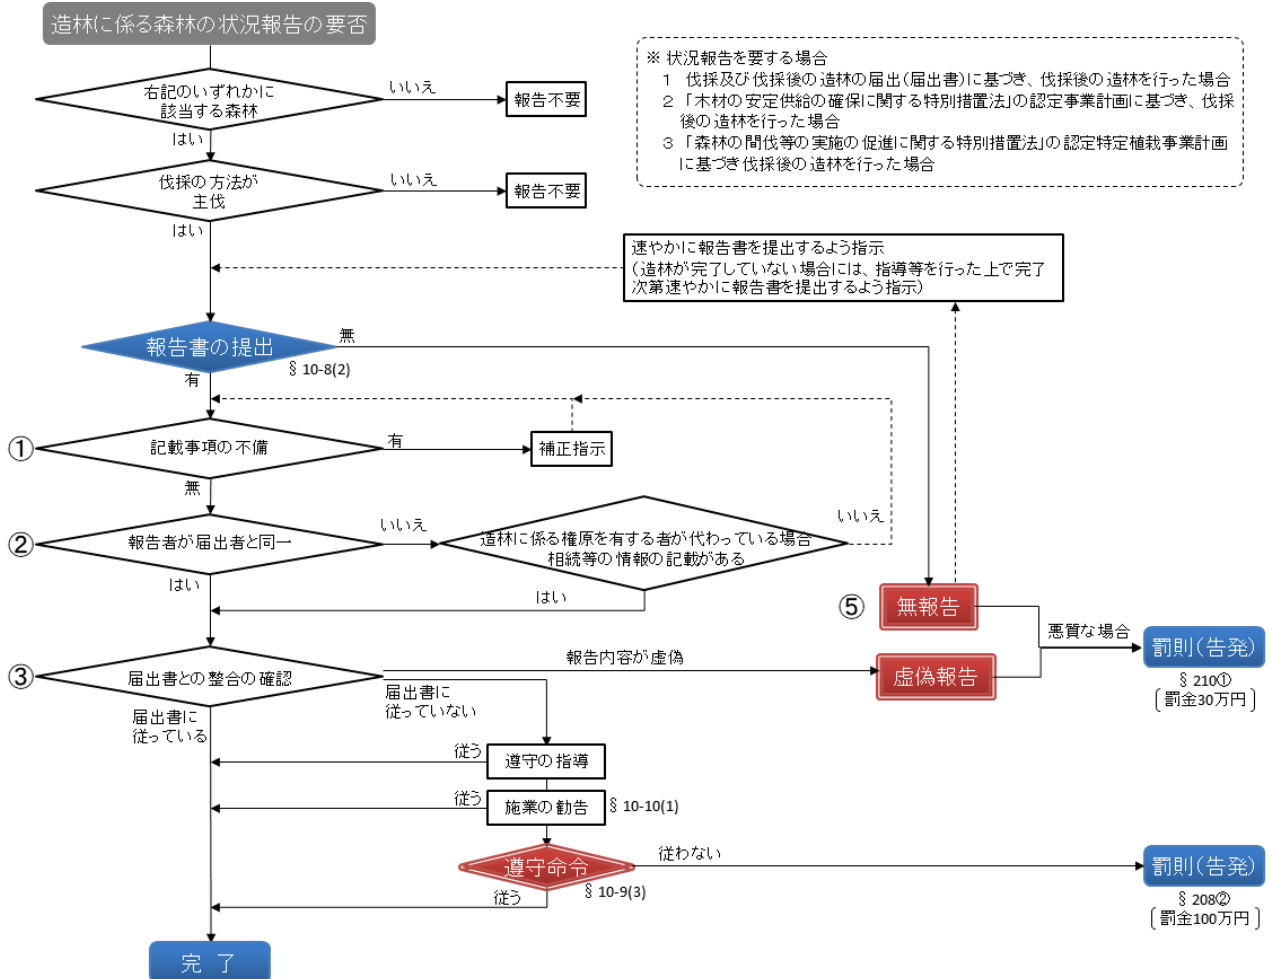 造林に係る森林の状況報告の要否
※ 状況報告を要する場合
1 伐採及び伐採後の造林の届出(届出書)に基づき、伐採後の造林を行った場合
2 「木材の安定供給の確保に関する特別措置法」の認定事業計画に基づき、伐採
後の造林を行った場合
3 「森林の間伐等の実施の促進に関する特別措置法」の認定特定植栽事業計画
に基づき伐採後の造林を行った場合
右記のいずれかに
該当する森林
いいえ
報告不要
はい
伐採の方法が
主伐
いいえ
報告不要
はい
速やかに報告書を提出するよう指示
(造林が完了していない場合には、指導等を行った上で完了
次第速やかに報告書を提出するよう指示)
報告書の提出
無
§ 10-8(2)
有
①
記載事項の不備
有
補正指示
無
②
報告者が届出者と同一
いいえ
造林に係る権原を有する者が代わっている場合
相続等の情報の記載がある
いいえ
はい
はい
⑤
無報告
悪質な場合
罰則(告発)
§ 210①
〔罰金30万円〕
③
届出書との整合の確認
報告内容が虚偽
虚偽報告
届出書に
従っていない
届出書に
従っている
従う
遵守の指導
従う
施業の勧告
§ 10-10(1)
遵守命令
従わない
§ 10-9(3)
従う
罰則(告発)
§ 208②
〔罰金100万円〕
完 了